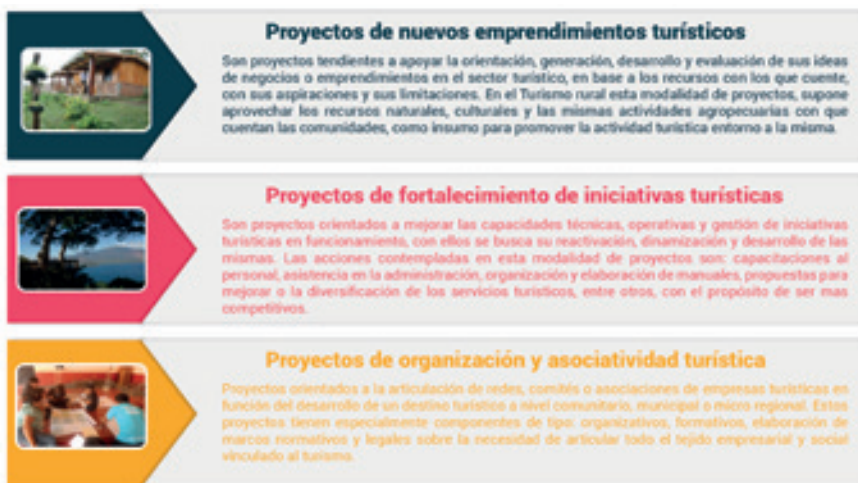 Proyectos de nuevos emprendimientos turísticos
Son proyectos tendientes a apoyar la orientación, generación, desarrollo y evaluación de sus ideas
de negocios o emprendimientos en el sector turístico, en base a los recursos con los que cuente,
con sus aspiraciones y sus limitaciones. En el Turismo rural esta modalidad de proyectos, supone
aprovechar los recursos naturales, culturales y las mismas actividades agropecuarias con que
cuentan las comunidades, como insumo para promover la actividad turística entorno a la misma.
Proyectos de fortalecimiento de iniciativas turísticas
Son proyectos orientados a mejorar las capacidades técnicas, operativas y gestión de iniciativas
turísticas en funcionamiento, con ellos se busca su reactivación, dinamización y desarrollo de las
mismas. Las acciones contempladas en esta modalidad de proyectos son: capacitaciones al
personal, asistencia en la administración, organización y elaboración de manuales, propuestas para
mejorar o la diversificación de los servicios turísticos, entre otros, con el propósito de ser mas
competitivos.
Proyectos de organización y asociatividad turística
Proyectos orientados a la articulación de redes, comités o asociaciones de empresas turísticas en
función del desarrollo de un destino turístico a nivel comunitario, municipal o micro regional. Estos
proyectos tienen especialmente componentes de tipo: organizativos, formativos, elaboración de
marcos normativos y legales sobre la necesidad de articular todo el tejido empresarial y social
vinculado al turismo.